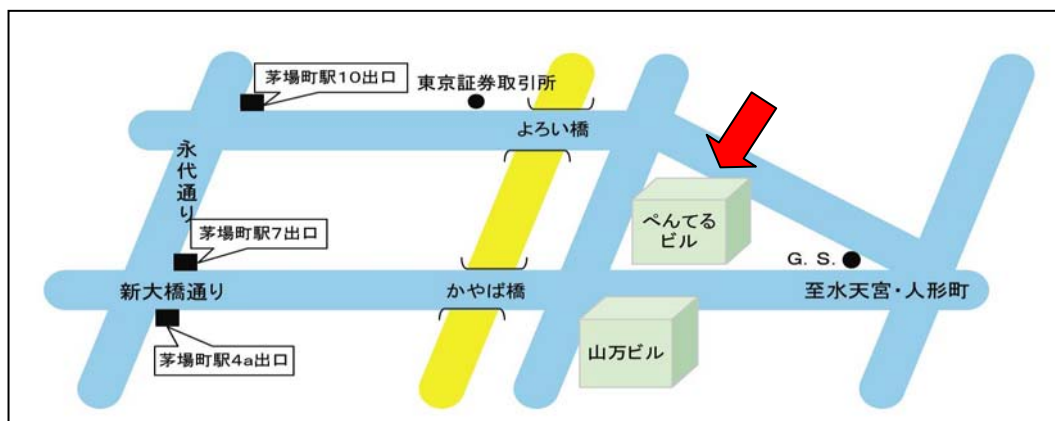 茅場町駅10出口
東京証券取引所
よろい橋
永代通り
ぺんてる
ビル
茅場町駅7出口
G. S.
新大橋通り
かやば橋
至水天宮・人形町
山万ビル
茅場町駅4a出口